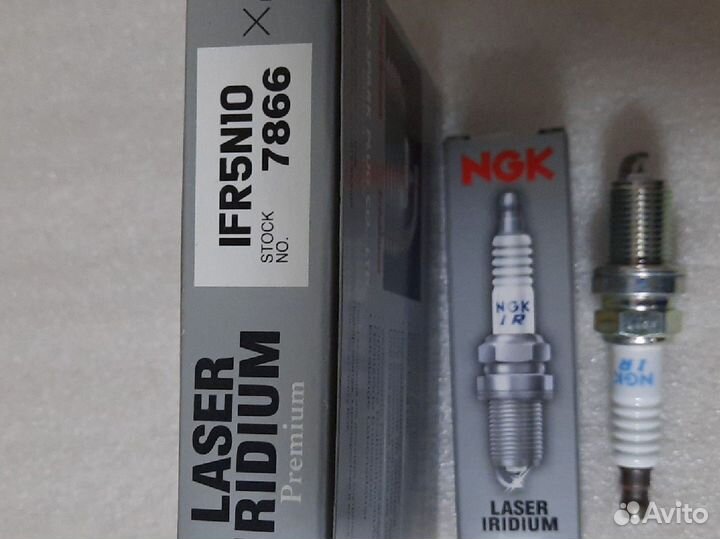 IFR5N10
STOCK NO. 7866
×
LASER
IRIDIUM
Premium
NGK
NGK
IR
LASER
IRIDIUM
NGK
IR
Avito